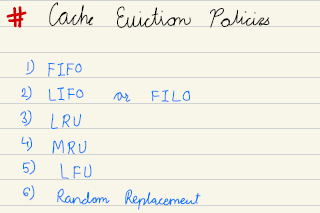 # Cache Eviction Policies
1) FIFO
2) LIFO or FILO
3) LRU
4) MRU
5) LFU
6) Random Replacement